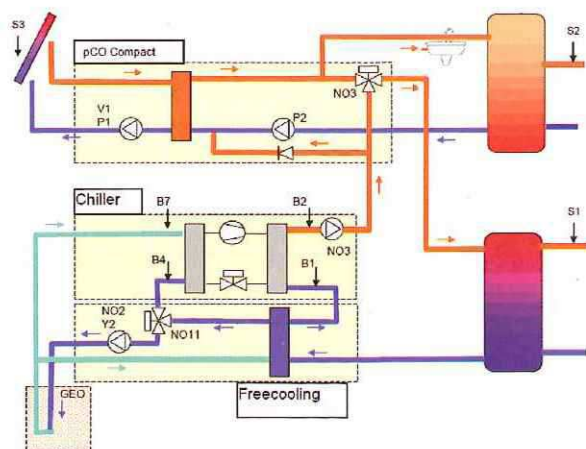 S3
pCO Compact
S2
V1
P1
P2
NO3
Chiller
B7
B2
S1
B4
NO3
B1
NO2
Y2
NO11
GEO
Freecooling